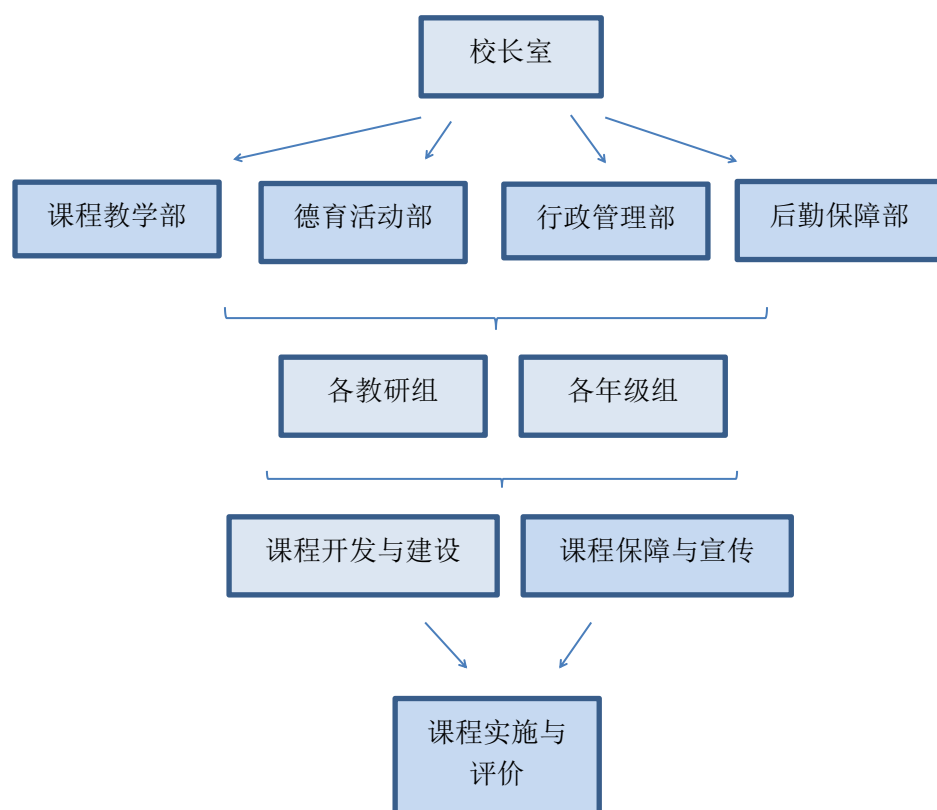 校长室
课程教学部
德育活动部
行政管理部
后勤保障部
各教研组
各年级组
课程开发与建设
课程保障与宣传
课程实施与
评价